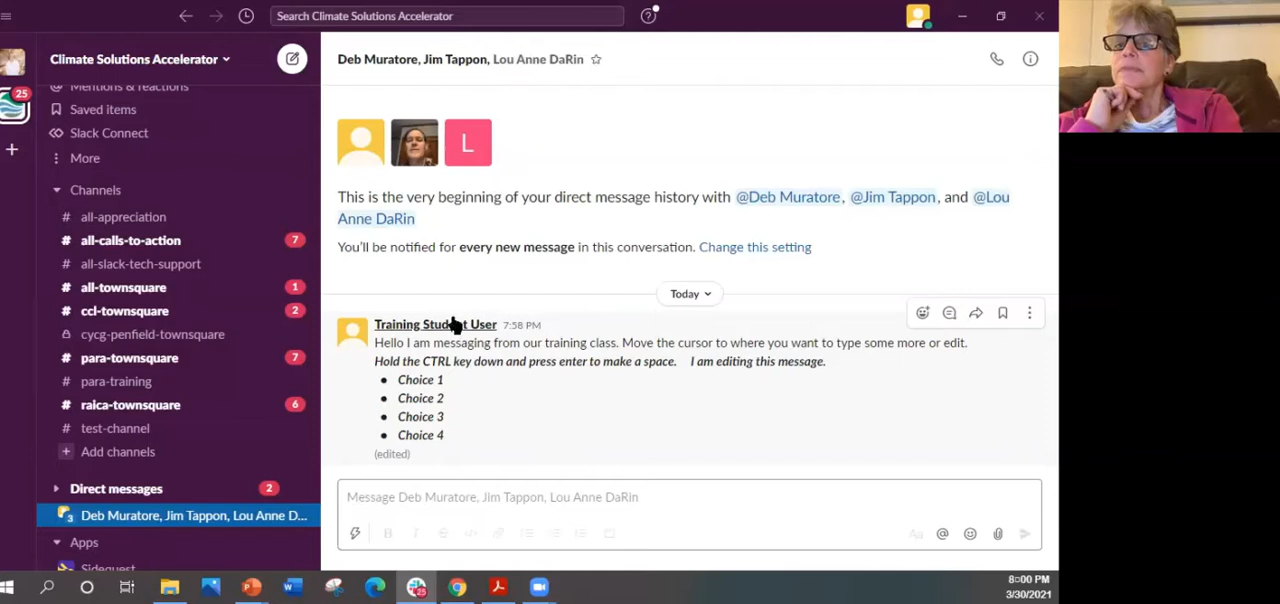 Search Climate Solutions Accelerator
25
Climate Solutions Accelerator
Mentions & reactions
Saved items
Slack Connect
More
Channels
# all-appreciation
# all-calls-to-action 7
# all-slack-tech-support
# all-townsquare 1
# ccl-townsquare 2
cycg-penfield-townsquare
# para-townsquare 7
# para-training
# raica-townsquare 6
# test-channel
+ Add channels
Direct messages 2
3 Deb Muratore, Jim Tappon, Lou Anne D...
Apps
Sidequest
Deb Muratore, Jim Tappon, Lou Anne DaRin
L
This is the very beginning of your direct message history with @Deb Muratore, @Jim Tappon, and @Lou
Anne DaRin
You'll be notified for every new message in this conversation. Change this setting
Today
Training Student User 7:58 PM
Hello I am messaging from our training class. Move the cursor to where you want to type some more or edit.
Hold the CTRL key down and press enter to make a space. I am editing this message.
• Choice 1
• Choice 2
• Choice 3
• Choice 4
(edited)
Message Deb Muratore, Jim Tappon, Lou Anne DaRin
B I Aa @
25
8:00 PM
3/30/2021